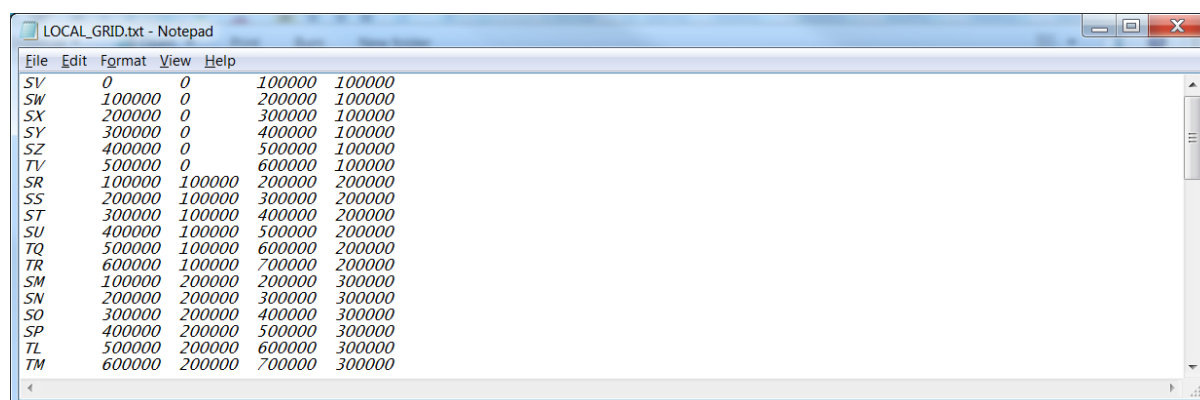 LOCAL_GRID.txt - Notepad
File Edit Format View Help
SV 0 0 100000 100000
SW 100000 0 200000 100000
SX 200000 0 300000 100000
SY 300000 0 400000 100000
SZ 400000 0 500000 100000
TV 500000 0 600000 100000
SR 100000 100000 200000 200000
SS 200000 100000 300000 200000
ST 300000 100000 400000 200000
SU 400000 100000 500000 200000
TQ 500000 100000 600000 200000
TR 600000 100000 700000 200000
SM 100000 200000 200000 300000
SN 200000 200000 300000 300000
SO 300000 200000 400000 300000
SP 400000 200000 500000 300000
TL 500000 200000 600000 300000
TM 600000 200000 700000 300000